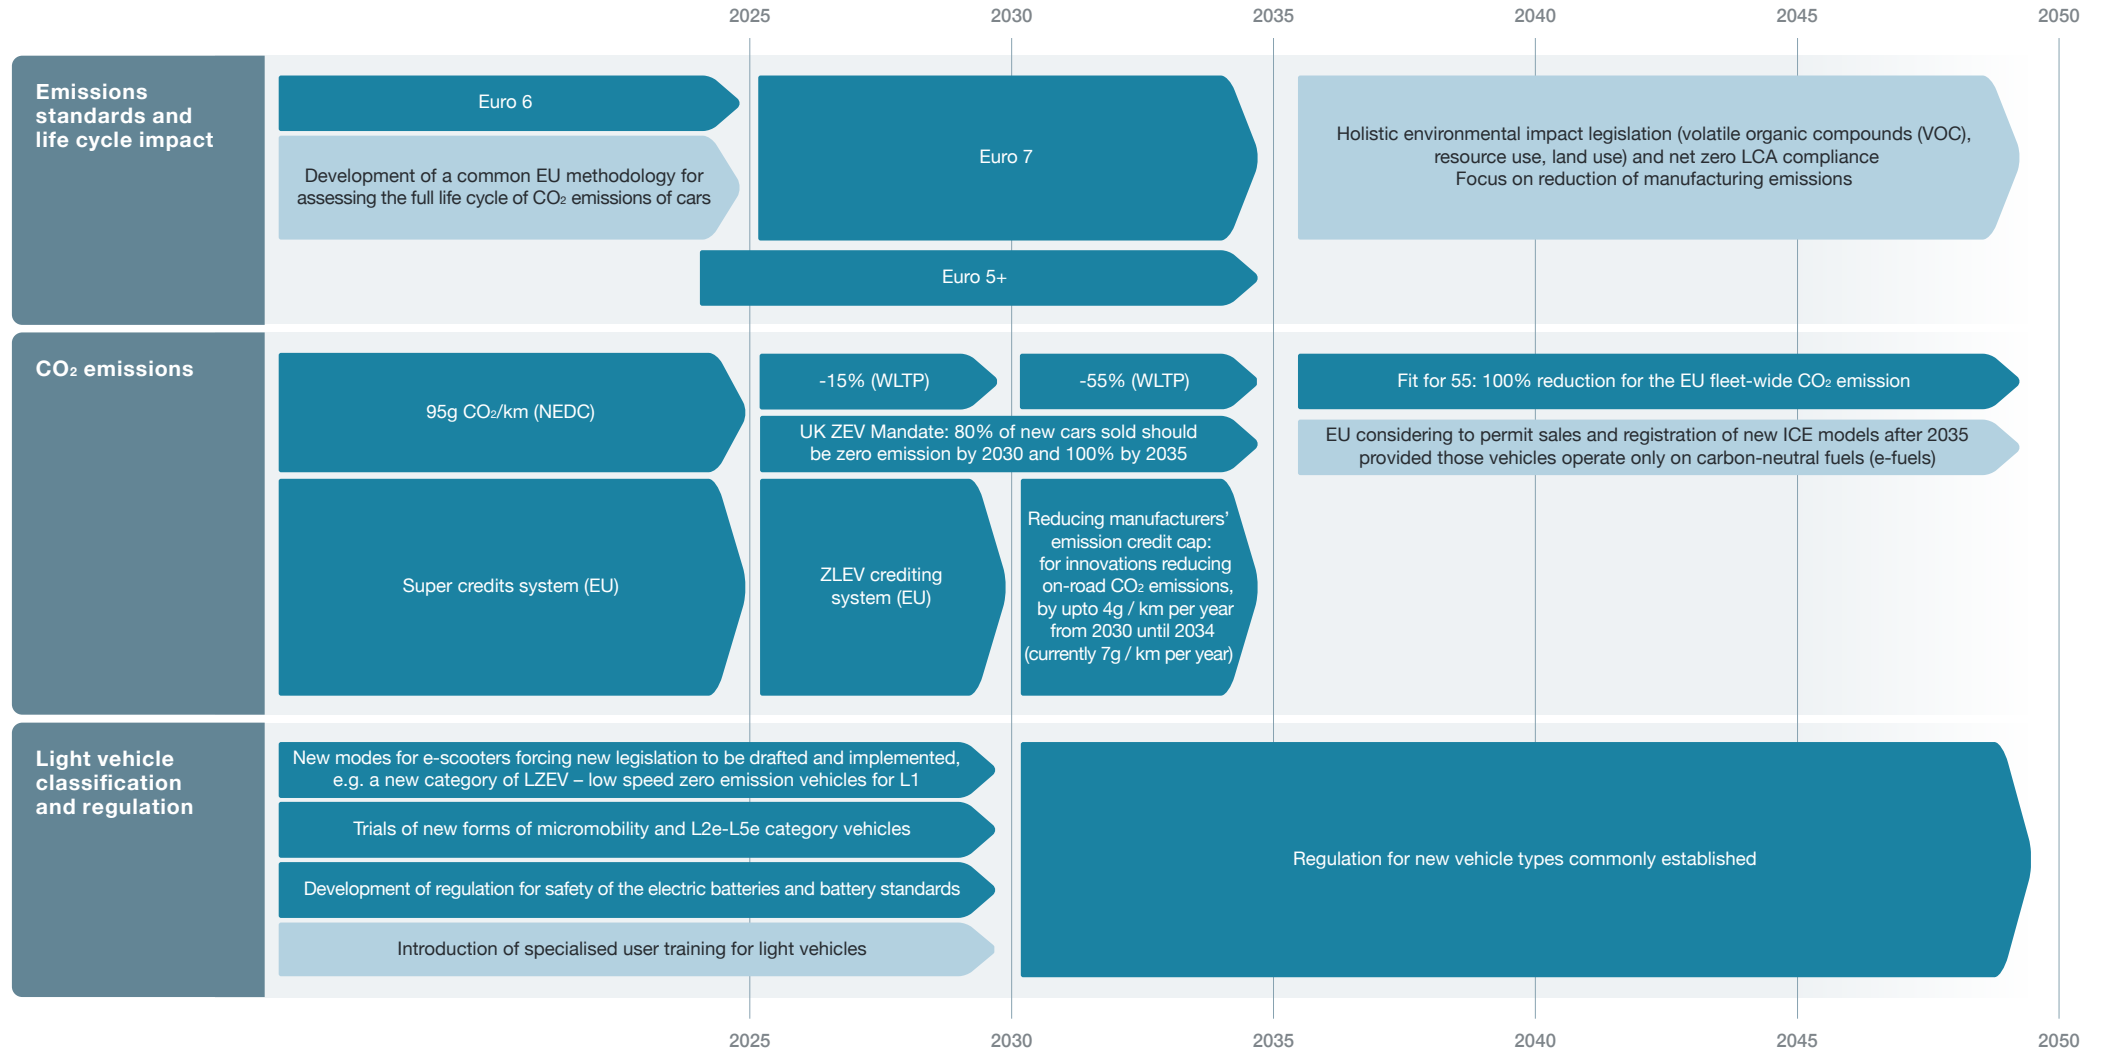 2025 2030 2035 2040 2045 2050
Emissions
standards and
life cycle impact
Euro 6
Development of a common EU methodology for
assessing the full life cycle of CO₂ emissions of cars
Euro 7
Euro 5+
Holistic environmental impact legislation (volatile organic compounds (VOC),
resource use, land use) and net zero LCA compliance
Focus on reduction of manufacturing emissions
CO₂ emissions
95g CO₂/km (NEDC)
-15% (WLTP)
-55% (WLTP)
Fit for 55: 100% reduction for the EU fleet-wide CO₂ emission
UK ZEV Mandate: 80% of new cars sold should
be zero emission by 2030 and 100% by 2035
EU considering to permit sales and registration of new ICE models after 2035
provided those vehicles operate only on carbon-neutral fuels (e-fuels)
Super credits system (EU)
ZLEV crediting
system (EU)
Reducing manufacturers’
emission credit cap:
for innovations reducing
on-road CO₂ emissions,
by upto 4g / km per year
from 2030 until 2034
(currently 7g / km per year)
Light vehicle
classification
and regulation
New modes for e-scooters forcing new legislation to be drafted and implemented,
e.g. a new category of LZEV – low speed zero emission vehicles for L1
Trials of new forms of micromobility and L2e-L5e category vehicles
Development of regulation for safety of the electric batteries and battery standards
Introduction of specialised user training for light vehicles
Regulation for new vehicle types commonly established
2025 2030 2035 2040 2045 2050